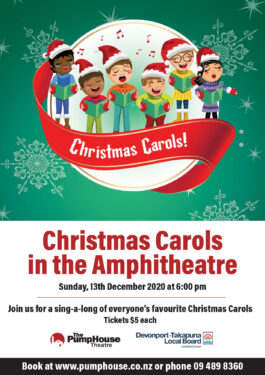 Christmas Carols!
Christmas Carols
in the Amphitheatre
Sunday, 13th December 2020 at 6:00 pm
Join us for a sing-a-long of everyone's favourite Christmas Carols
Tickets $5 each
The
PumpHouse
Theatre
Devonport-Takapuna
Local Board
Book at www.pumphouse.co.nz or phone 09 489 8360